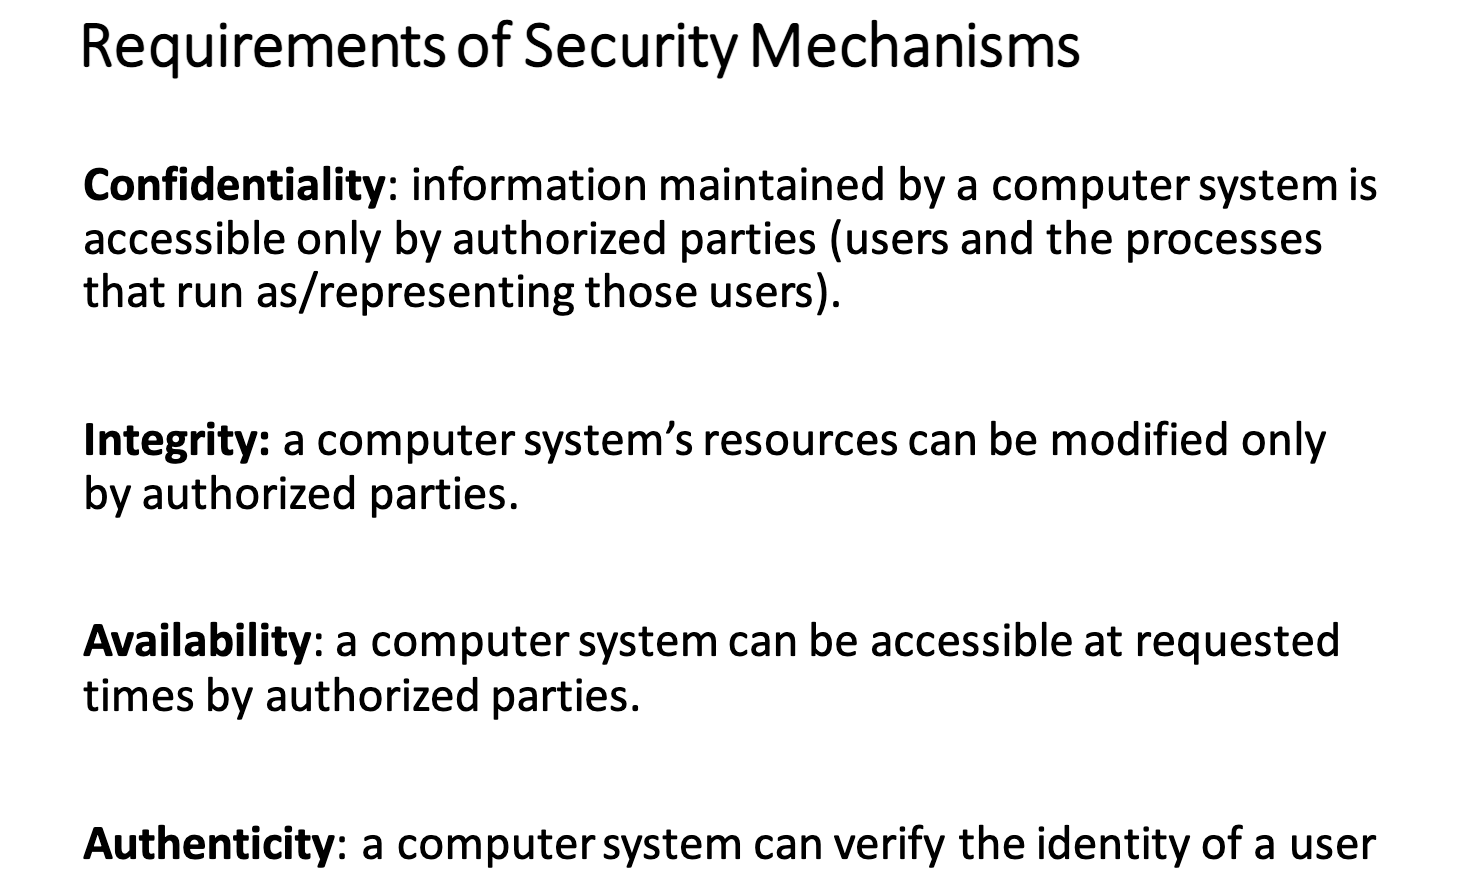 Requirements of Security Mechanisms
Confidentiality: information maintained by a computer system is
accessible only by authorized parties (users and the processes
that run as/representing those users).
Integrity: a computer system’s resources can be modified only
by authorized parties.
Availability: a computer system can be accessible at requested
times by authorized parties.
Authenticity: a computer system can verify the identity of a user